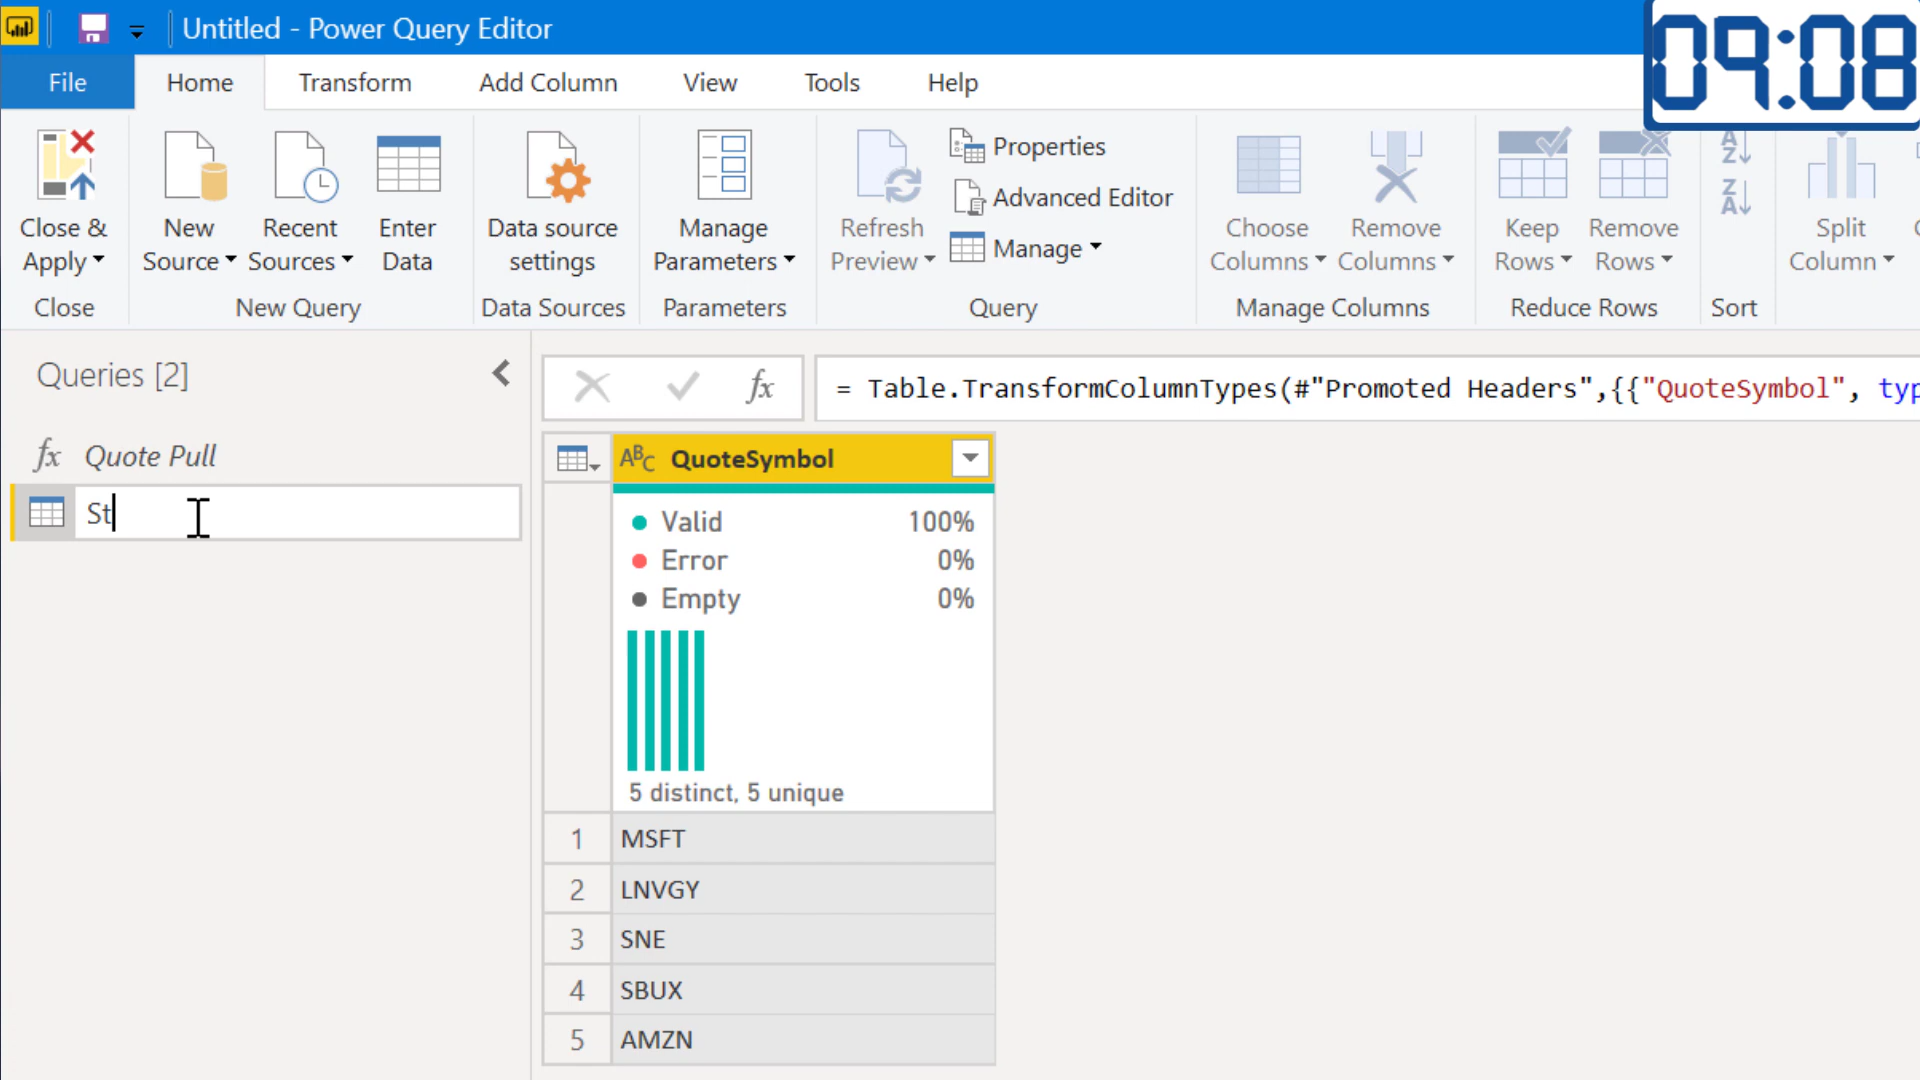 Untitled - Power Query Editor
09:08
File Home Transform Add Column View Tools Help
Close & Apply
New Source
Recent Sources
Enter Data
Data source settings
Manage Parameters
Refresh Preview
Properties
Advanced Editor
Manage
Choose Columns
Remove Columns
Keep Rows
Remove Rows
A Z
Z A
Split Column
Close
New Query
Data Sources
Parameters
Query
Manage Columns
Reduce Rows
Sort
Queries [2]
fx = Table.TransformColumnTypes(#"Promoted Headers",{{"QuoteSymbol", typ
fx Quote Pull
St
ABC QuoteSymbol
Valid 100%
Error 0%
Empty 0%
5 distinct, 5 unique
1 MSFT
2 LNVGY
3 SNE
4 SBUX
5 AMZN